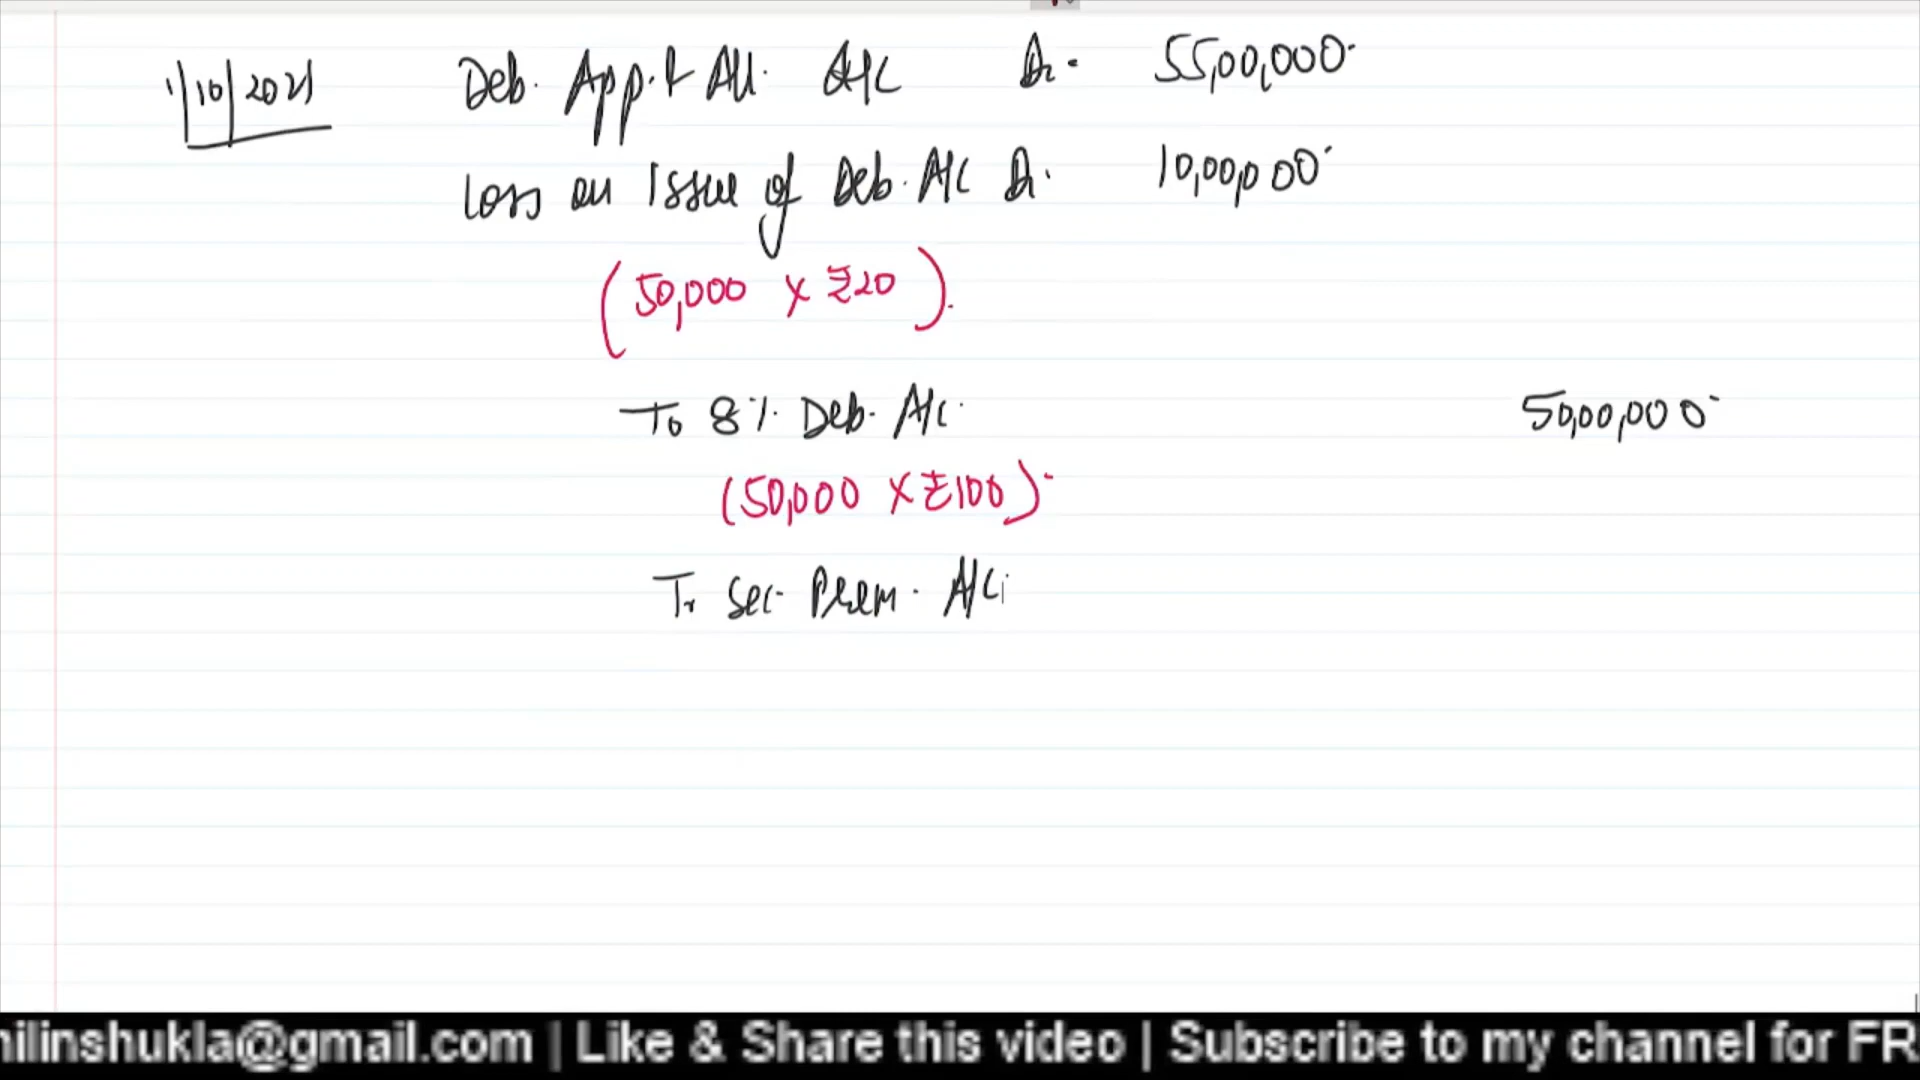 1/10/2021 Deb. App. & All. A/C Dr. 55,00,000
Loss on Issue of Deb. A/C Dr. 10,00,000
(50,000 X ₹20).
To 8% Deb. A/C. 50,00,000
(50,000 X ₹100)
To Sec. Prem. A/C
nilinshukla@gmail.com | Like & Share this video | Subscribe to my channel for FR